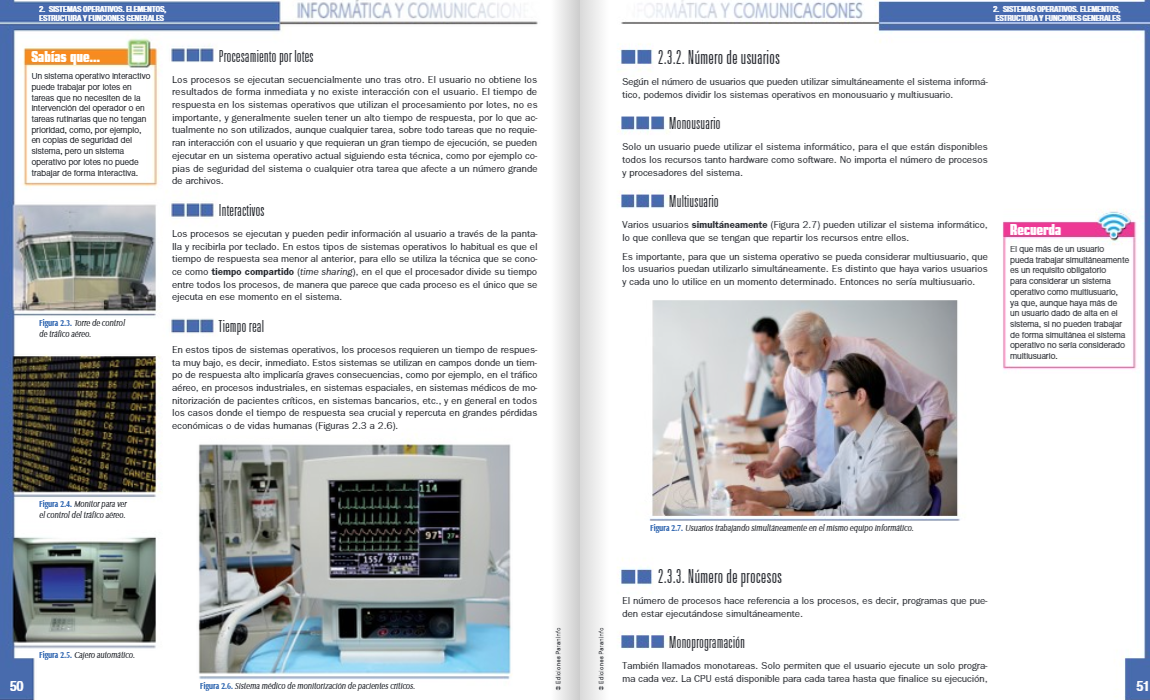 2. SISTEMAS OPERATIVOS. ELEMENTOS,
ESTRUCTURA Y FUNCIONES GENERALES
INFORMÁTICA Y COMUNICACIONES
Sabías que...
Un sistema operativo interactivo
puede trabajar por lotes en
tareas que no necesiten de la
intervención del operador o en
tareas rutinarias que no tengan
prioridad, como, por ejemplo,
en copias de seguridad del
sistema, pero un sistema
operativo por lotes no puede
trabajar de forma interactiva.
Figura 2.3. Torre de control
de tráfico aéreo.
Figura 2.4. Monitor para ver
el control del tráfico aéreo.
Figura 2.5. Cajero automático.
50
Procesamiento por lotes
Los procesos se ejecutan secuencialmente uno tras otro. El usuario no obtiene los
resultados de forma inmediata y no existe interacción con el usuario. El tiempo de
respuesta en los sistemas operativos que utilizan el procesamiento por lotes, no es
importante, y generalmente suelen tener un alto tiempo de respuesta, por lo que ac-
tualmente no son utilizados, aunque cualquier tarea, sobre todo tareas que no requie-
ran interacción con el usuario y que requieran un gran tiempo de ejecución, se pueden
ejecutar en un sistema operativo actual siguiendo esta técnica, como por ejemplo co-
pias de seguridad del sistema o cualquier otra tarea que afecte a un número grande
de archivos.
Interactivos
Los procesos se ejecutan y pueden pedir información al usuario a través de la panta-
lla y recibirla por teclado. En estos tipos de sistemas operativos lo habitual es que el
tiempo de respuesta sea menor al anterior, para ello se utiliza la técnica que se cono-
ce como tiempo compartido (time sharing), en el que el procesador divide su tiempo
entre todos los procesos, de manera que parece que cada proceso es el único que se
ejecuta en ese momento en el sistema.
Tiempo real
En estos tipos de sistemas operativos, los procesos requieren un tiempo de respues-
ta muy bajo, es decir, inmediato. Estos sistemas se utilizan en campos donde un tiem-
po de respuesta alto implicaría graves consecuencias, como por ejemplo, en el tráfico
aéreo, en procesos industriales, en sistemas espaciales, en sistemas médicos de mo-
nitorización de pacientes críticos, en sistemas bancarios, etc., y en general en todos
los casos donde el tiempo de respuesta sea crucial y repercuta en grandes pérdidas
económicas o de vidas humanas (Figuras 2.3 a 2.6).
114
97
155/ 97
Figura 2.6. Sistema médico de monitorización de pacientes críticos.
© Ediciones Paraninfo
INFORMÁTICA Y COMUNICACIONES
2. SISTEMAS OPERATIVOS. ELEMENTOS,
ESTRUCTURA Y FUNCIONES GENERALES
2.3.2. Número de usuarios
Según el número de usuarios que pueden utilizar simultáneamente el sistema informá-
tico, podemos dividir los sistemas operativos en monousuario y multiusuario.
Monousuario
Solo un usuario puede utilizar el sistema informático, para el que están disponibles
todos los recursos tanto hardware como software. No importa el número de procesos
y procesadores del sistema.
Multiusuario
Varios usuarios simultáneamente (Figura 2.7) pueden utilizar el sistema informático,
lo que conlleva que se tengan que repartir los recursos entre ellos.
Es importante, para que un sistema operativo se pueda considerar multiusuario, que
los usuarios puedan utilizarlo simultáneamente. Es distinto que haya varios usuarios
y cada uno lo utilice en un momento determinado. Entonces no sería multiusuario.
Figura 2.7. Usuarios trabajando simultáneamente en el mismo equipo informático.
2.3.3. Número de procesos
El número de procesos hace referencia a los procesos, es decir, programas que pue-
den estar ejecutándose simultáneamente.
Monoprogramación
También llamados monotareas. Solo permiten que el usuario ejecute un solo progra-
ma cada vez. La CPU está disponible para cada tarea hasta que finalice su ejecución,
Recuerda
El que más de un usuario
pueda trabajar simultáneamente
es un requisito obligatorio
para considerar un sistema
operativo como multiusuario,
ya que, aunque haya más de
un usuario dado de alta en el
sistema, si no pueden trabajar
de forma simultánea el sistema
operativo no sería considerado
multiusuario.
© Ediciones Paraninfo
51